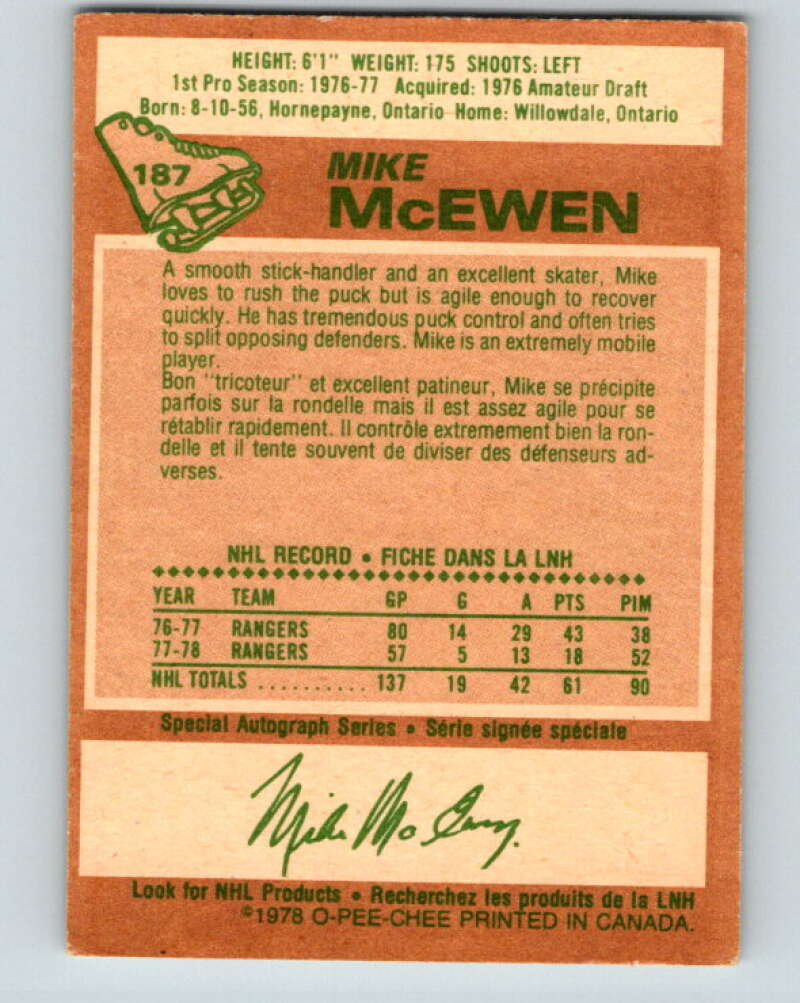 HEIGHT: 6'1" WEIGHT: 175 SHOOTS: LEFT
1st Pro Season: 1976-77 Acquired: 1976 Amateur Draft
Born: 8-10-56, Hornepayne, Ontario Home: Willowdale, Ontario
187
MIKE
McEWEN
A smooth stick-handler and an excellent skater, Mike
loves to rush the puck but is agile enough to recover
quickly. He has tremendous puck control and often tries
to split opposing defenders. Mike is an extremely mobile
player.
Bon "tricoteur" et excellent patineur, Mike se précipite
parfois sur la rondelle mais il est assez agile pour se
rétablir rapidement. Il contrôle extremement bien la ron-
delle et il tente souvent de diviser des défenseurs ad-
verses.
NHL RECORD • FICHE DANS LA LNH
YEAR TEAM GP G A PTS PIM
76-77 RANGERS 80 14 29 43 38
77-78 RANGERS 57 5 13 18 52
NHL TOTALS .......... 137 19 42 61 90
Special Autograph Series • Série signée spéciale
Mike McEwen
Look for NHL Products • Recherchez les produits de la LNH
©1978 O-PEE-CHEE PRINTED IN CANADA.